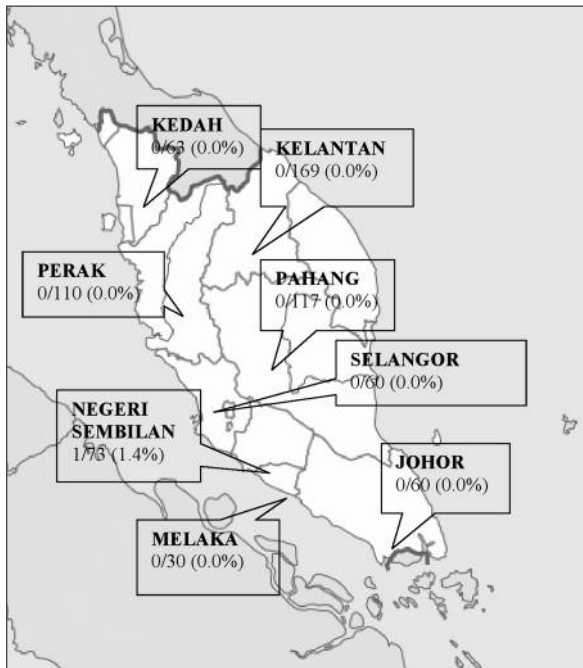 KEDAH
0/63 (0.0%)
KELANTAN
0/169 (0.0%)
PERAK
0/110 (0.0%)
PAHANG
0/117 (0.0%)
SELANGOR
0/60 (0.0%)
NEGERI
SEMBILAN
1/73 (1.4%)
JOHOR
0/60 (0.0%)
MELAKA
0/30 (0.0%)